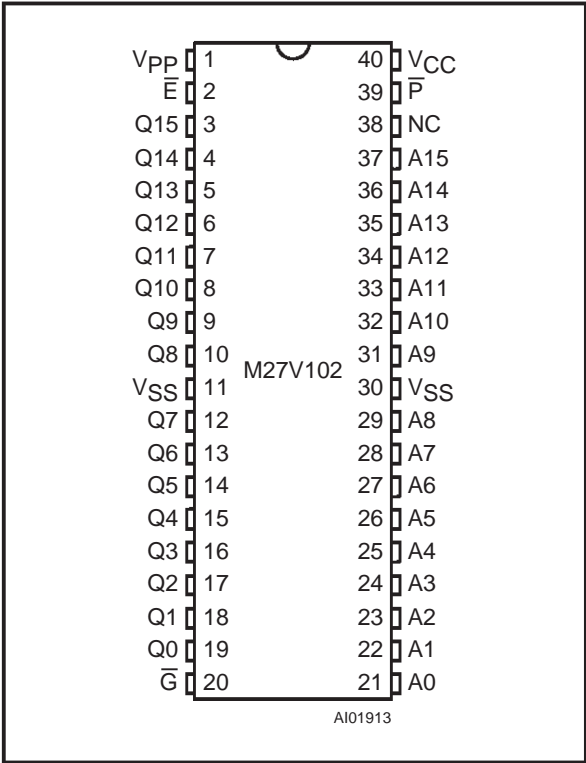 VPP 1 40 VCC
E̅ 2 39 P̅
Q15 3 38 NC
Q14 4 37 A15
Q13 5 36 A14
Q12 6 35 A13
Q11 7 34 A12
Q10 8 33 A11
Q9 9 32 A10
Q8 10 31 A9
M27V102
VSS 11 30 VSS
Q7 12 29 A8
Q6 13 28 A7
Q5 14 27 A6
Q4 15 26 A5
Q3 16 25 A4
Q2 17 24 A3
Q1 18 23 A2
Q0 19 22 A1
G̅ 20 21 A0
AI01913